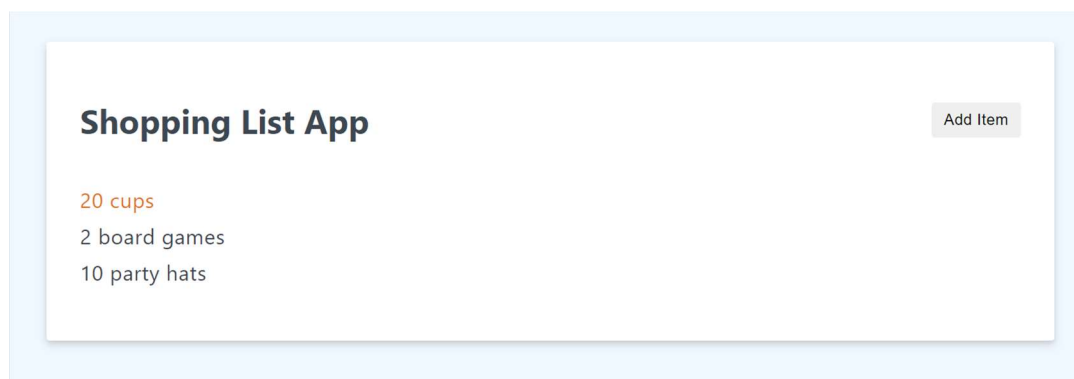 Shopping List App
Add Item
20 cups
2 board games
10 party hats